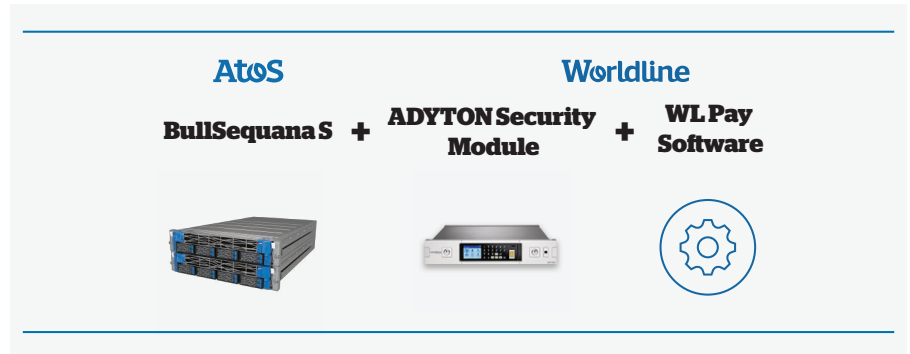 Atos
Worldline
BullSequana S + ADYTON Security Module + WL Pay Software